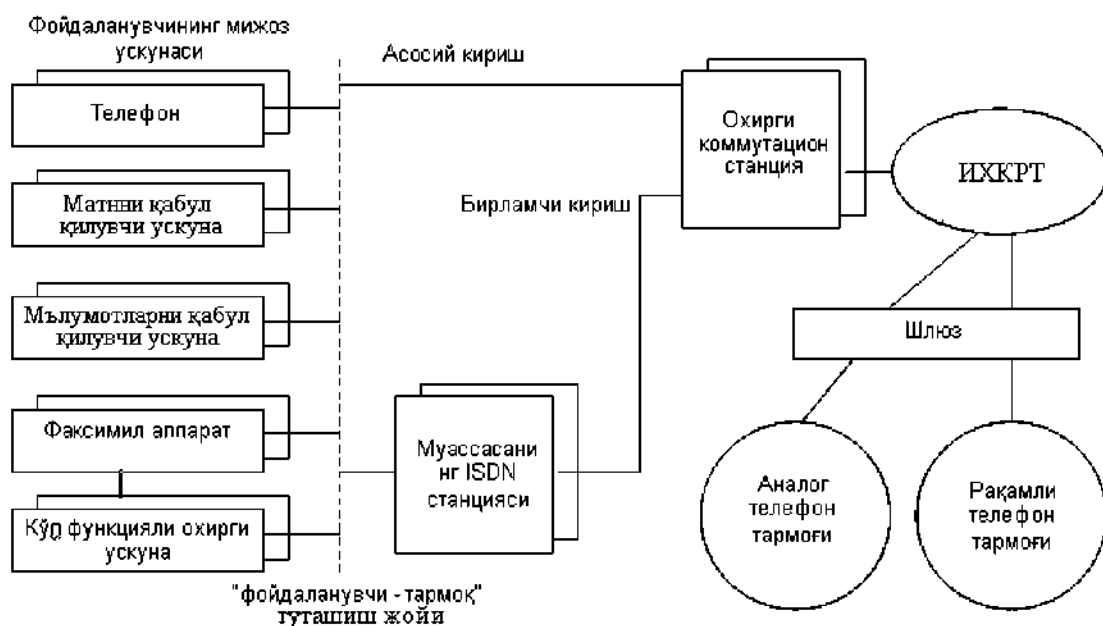 Фойдаланувчининг мижоз
ускунаси
Телефон
Матнни қабул
қилувчи ускуна
Мълумотларни қабул
қилувчи ускуна
Факсимил аппарат
Кўп функцияли охирги
ускуна
Асосий кириш
Бирламчи кириш
Муассасани
нг ISDN
станцияси
"фойдаланувчи - тармоқ"
туташиш жойи
Охирги
коммутацион
станция
ИХКРТ
Шлюз
Аналог
телефон
тармоғи
Рақамли
телефон
тармоғи